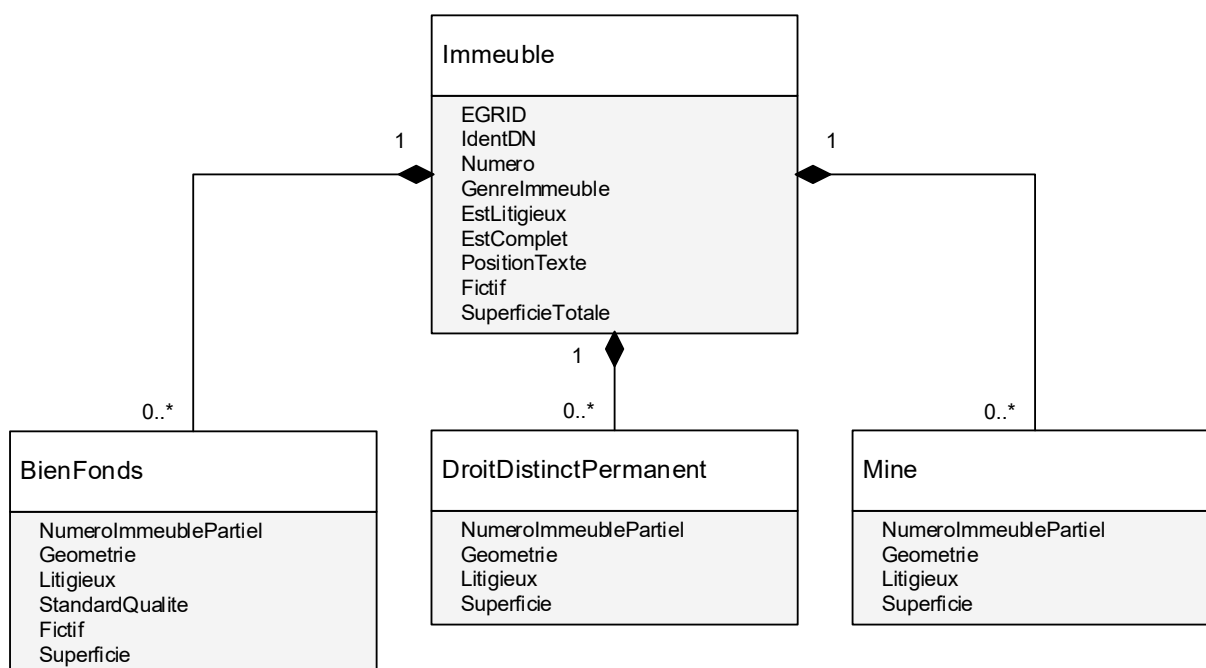 Immeuble
EGRID
IdentDN
Numero
GenreImmeuble
EstLitigieux
EstComplet
PositionTexte
Fictif
SuperficieTotale
1
1
1
0..*
0..*
0..*
BienFonds
NumeroImmeublePartiel
Geometrie
Litigieux
StandardQualite
Fictif
Superficie
DroitDistinctPermanent
NumeroImmeublePartiel
Geometrie
Litigieux
Superficie
Mine
NumeroImmeublePartiel
Geometrie
Litigieux
Superficie